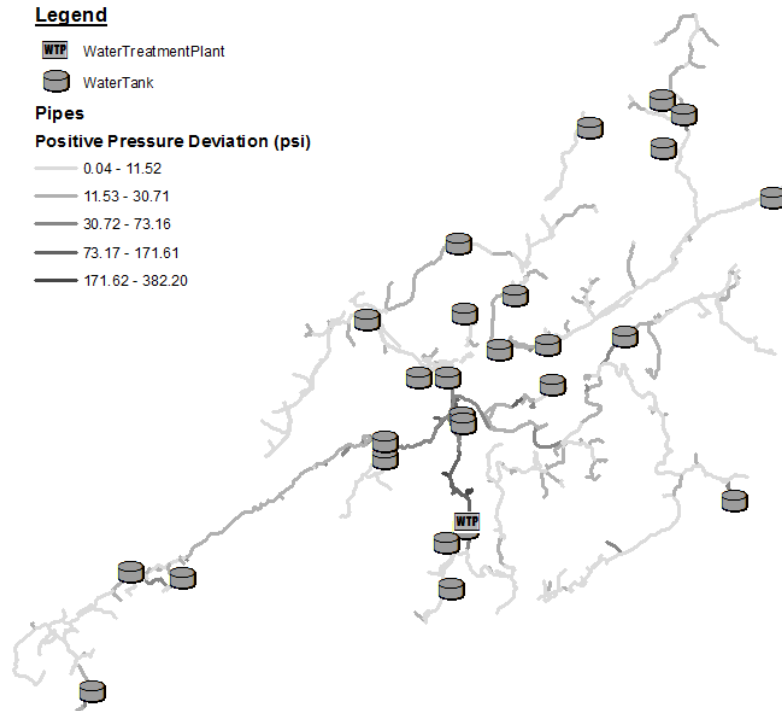 Legend
WTP WaterTreatmentPlant
WaterTank
Pipes
Positive Pressure Deviation (psi)
0.04 - 11.52
11.53 - 30.71
30.72 - 73.16
73.17 - 171.61
171.62 - 382.20
WTP